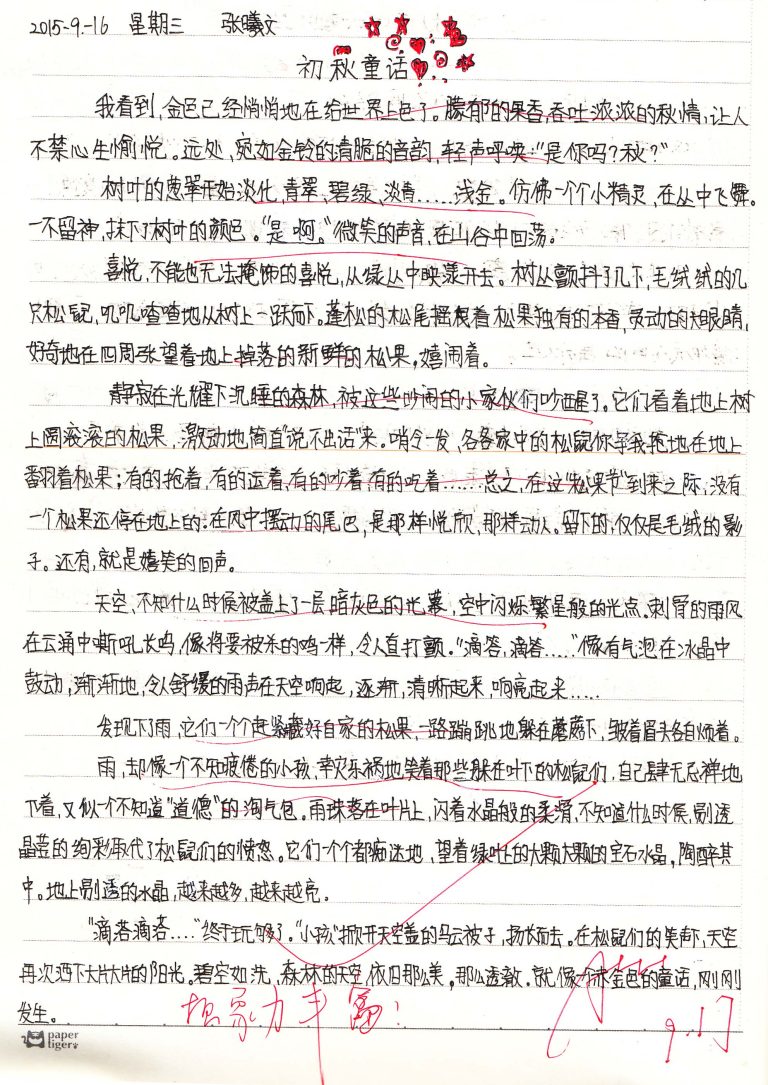 2015-9.-16 星期三 张曦文
初秋童话
我看到,金色已经悄悄地在给世界上色了。朦郁的果香,吞吐浓浓的秋情,让人
不禁心生愉悦。远处,宛如金铃的清脆的音韵,轻声呼唤:"是你吗?秋?"
树叶的葱翠开始淡化,青翠、碧绿、淡青……浅金。仿佛一个个小精灵,在丛中飞舞。
一不留神,抹下了树叶的颜色。"是啊。"微笑的声音,在山谷中回荡。
喜悦,不能也无法掩饰的喜悦,从绿丛中映漾开去。树丛颤抖了几下,毛绒绒的几
只松鼠,叽叽喳喳地从树上一跃而下。蓬松的松尾摇曳着松果独有的木香,灵动的大眼睛,
好奇地在四周张望着地上掉落的新鲜的松果,嬉闹着。
静寂在光耀下沉睡的森林,被这些吵闹的小家伙们吵醒了。它们看着地上树
上圆滚滚的松果,激动地简直"说不出话"来。哨令一发,各各家中的松鼠你争我抢地在地上
翻着松果;有的抢着,有的运着,有的吵着,有的吃着……总之,在这"松果节"到来之际,没有
一个松果还停在地上的。在风中摆动的尾巴,是那样悦欣,那样动人。留下的,仅仅是毛绒的影
子。还有,就是嬉笑的回声。
天空、不知什么时候被盖上了一层暗灰色的光幕,空中闪烁繁星般的光点。刺骨的雨风
在云涌中嘶吼长鸣,像将要被杀的鸣一样,令人直打颤。"滴答,滴答……"像有气泡在冰晶中
鼓动,渐渐地,令人舒缓的雨声在天空响起,逐渐,清晰起来,响亮起来……
发现下了雨,它们一个个赶紧藏好自家的松果,一路蹦跳地躲在蘑菇下,皱着眉头各自烦着。
雨,却像一个不知疲倦的小孩,幸灾乐祸地笑着那些躲在叶下的松鼠们,自己肆无忌惮地
下着,又似一个不知道"道德"的淘气包。雨珠落在叶片上,闪着水晶般的柔滑,不知道什么时候,剔透
晶莹的绚彩取代了松鼠们的愤怒。它们一个个都痴迷地,望着绿叶上的大颗大颗的宝石水晶,陶醉其
中。地上剔透的水晶,越来越多,越来越亮。
"滴答滴答……"终于玩够了。"小孩"掀开天空盖的乌云被子,扬长而去。在松鼠们的笑声下,天空
再次洒下大片大片的阳光。碧空如洗,森林的天空,依旧那么美,那么透彻。就像个赤金色的童话,刚刚
发生。
想象力丰富!
9.17
paper
tiger